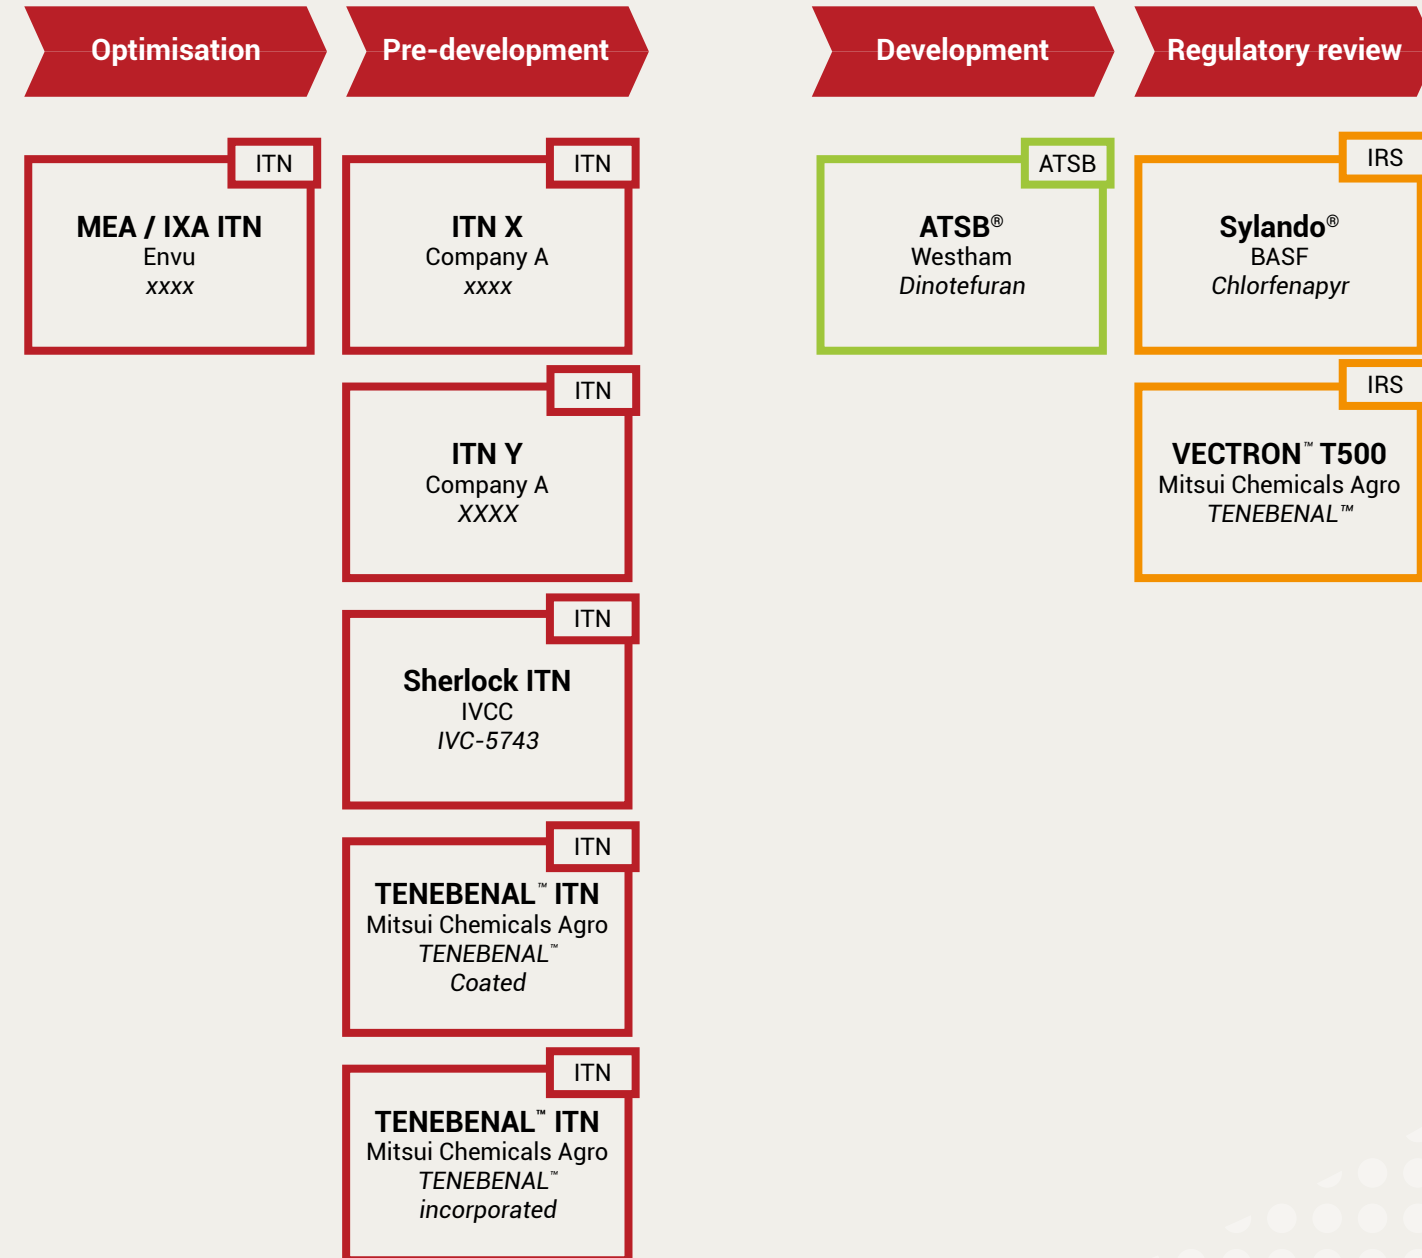 Optimisation
Pre-development
Development
Regulatory review
ITN
MEA / IXA ITN
Envu
xxxx
ITN
ITN X
Company A
xxxx
ITN
ITN Y
Company A
XXXX
ITN
Sherlock ITN
IVCC
IVC-5743
ITN
TENEBENAL™ ITN
Mitsui Chemicals Agro
TENEBENAL™
Coated
ITN
TENEBENAL™ ITN
Mitsui Chemicals Agro
TENEBENAL™
incorporated
ATSB
ATSB®
Westham
Dinotefuran
IRS
Sylando®
BASF
Chlorfenapyr
IRS
VECTRON™ T500
Mitsui Chemicals Agro
TENEBENAL™